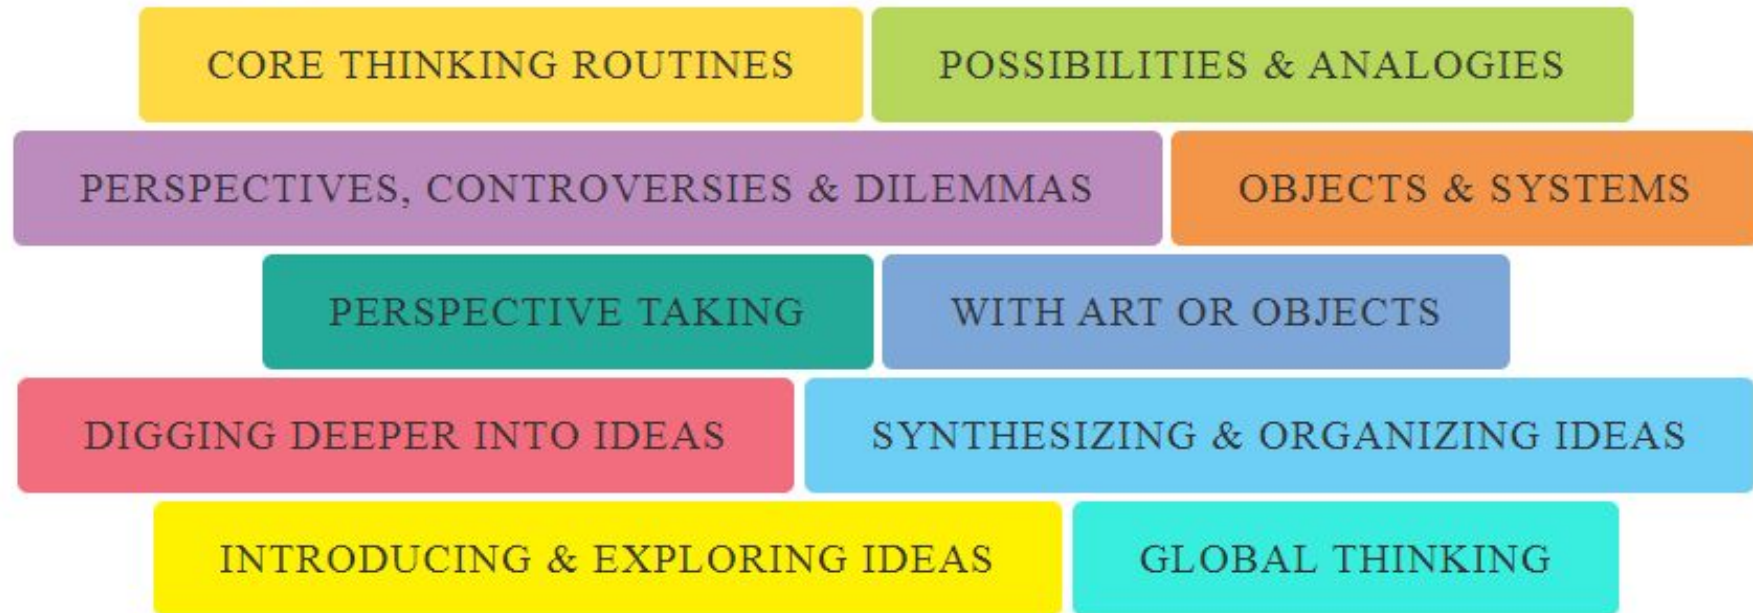 CORE THINKING ROUTINES
POSSIBILITIES & ANALOGIES
PERSPECTIVES, CONTROVERSIES & DILEMMAS
OBJECTS & SYSTEMS
PERSPECTIVE TAKING
WITH ART OR OBJECTS
DIGGING DEEPER INTO IDEAS
SYNTHESIZING & ORGANIZING IDEAS
INTRODUCING & EXPLORING IDEAS
GLOBAL THINKING